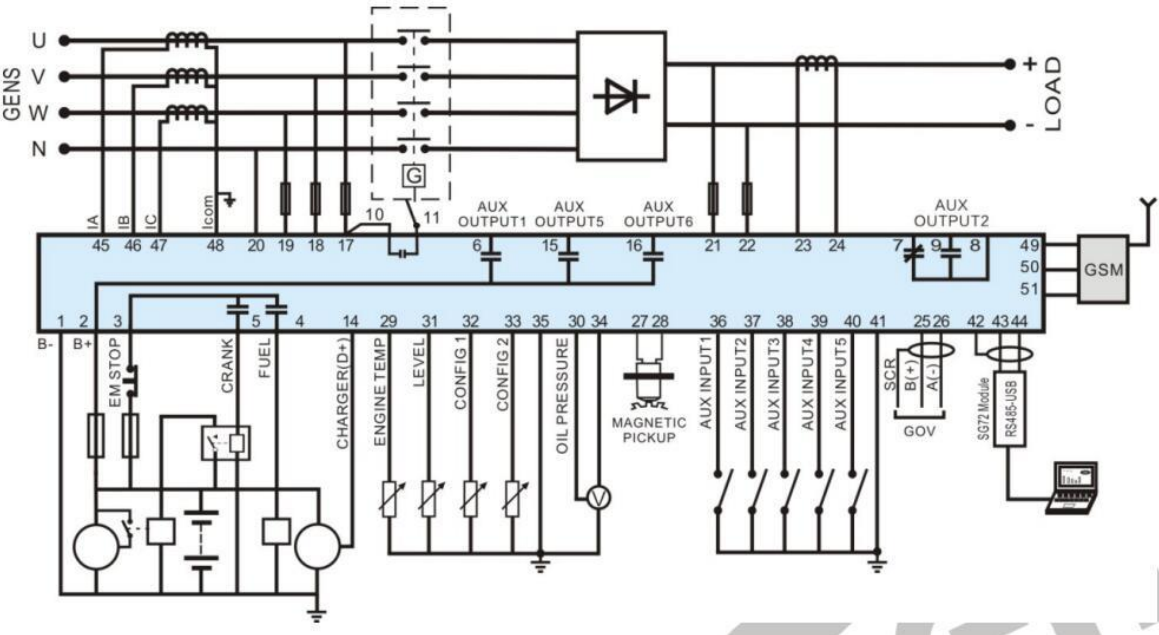 GENS
U
V
W
N
+
-
LOAD
G
IA
IB
IC
Icom
10
11
AUX
OUTPUT1
AUX
OUTPUT5
AUX
OUTPUT6
AUX
OUTPUT2
45 46 47 48 20 19 18 17 6 15 16 21 22 23 24 7 9 8 49
50
51
GSM
1 2 3 5 4 14 29 31 32 33 35 30 34 27 28 36 37 38 39 40 41 25 26 42 43 44
B-
B+
EM STOP
CRANK
FUEL
CHARGER(D+)
ENGINE TEMP
LEVEL
CONFIG 1
CONFIG 2
OIL PRESSURE
V
MAGNETIC
PICKUP
AUX INPUT1
AUX INPUT2
AUX INPUT3
AUX INPUT4
AUX INPUT5
SCR
B(+)
A(-)
GOV
SG72 Module
RS485-USB